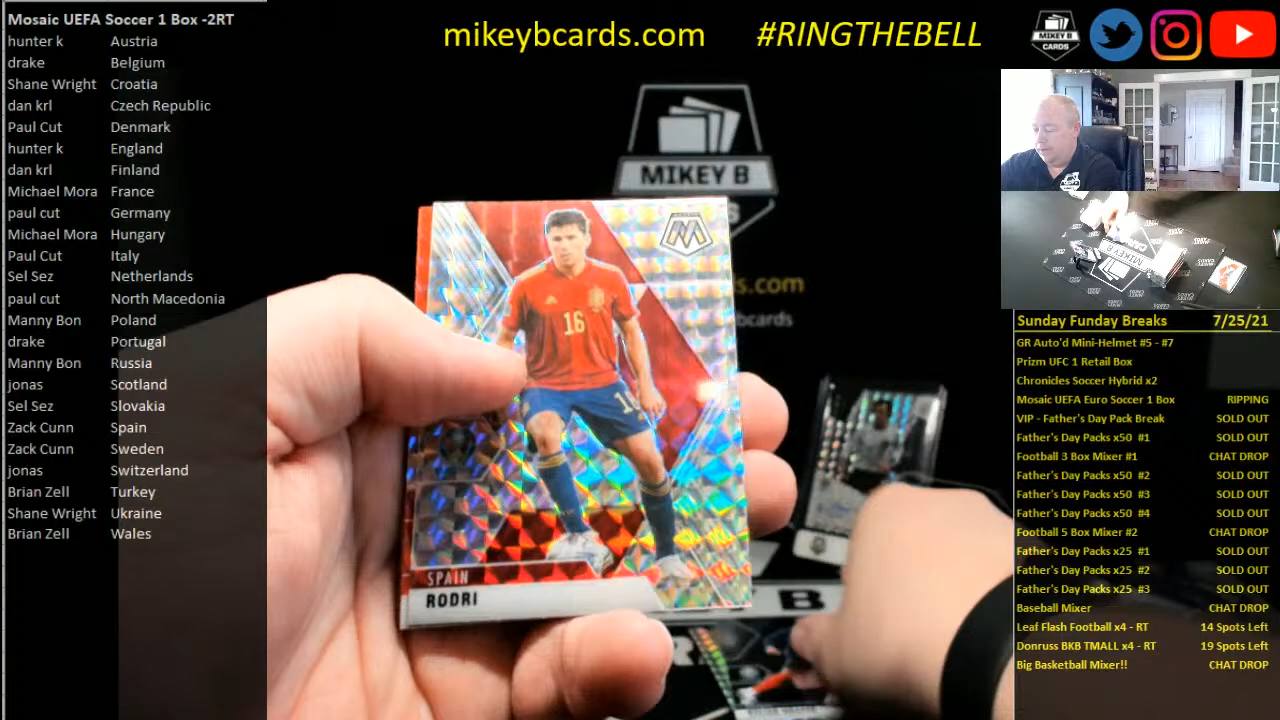 Mosaic UEFA Soccer 1 Box -2RT
hunter k Austria
drake Belgium
Shane Wright Croatia
dan krl Czech Republic
Paul Cut Denmark
hunter k England
dan krl Finland
Michael Mora France
paul cut Germany
Michael Mora Hungary
Paul Cut Italy
Sel Sez Netherlands
paul cut North Macedonia
Manny Bon Poland
drake Portugal
Manny Bon Russia
jonas Scotland
Sel Sez Slovakia
Zack Cunn Spain
Zack Cunn Sweden
jonas Switzerland
Brian Zell Turkey
Shane Wright Ukraine
Brian Zell Wales
mikeybcards.com #RINGTHEBELL
MIKEY B
CARDS
MIKEY B
s.com
bcards
16
16
SPAIN
RODRI
B
Sunday Funday Breaks 7/25/21
GR Auto'd Mini-Helmet #5 - #7
Prizm UFC 1 Retail Box
Chronicles Soccer Hybrid x2
Mosaic UEFA Euro Soccer 1 Box RIPPING
VIP - Father's Day Pack Break SOLD OUT
Father's Day Packs x50 #1 SOLD OUT
Football 3 Box Mixer #1 CHAT DROP
Father's Day Packs x50 #2 SOLD OUT
Father's Day Packs x50 #3 SOLD OUT
Father's Day Packs x50 #4 SOLD OUT
Football 5 Box Mixer #2 CHAT DROP
Father's Day Packs x25 #1 SOLD OUT
Father's Day Packs x25 #2 SOLD OUT
Father's Day Packs x25 #3 SOLD OUT
Baseball Mixer CHAT DROP
Leaf Flash Football x4 - RT 14 Spots Left
Donruss BKB TMALL x4 - RT 19 Spots Left
Big Basketball Mixer!! CHAT DROP